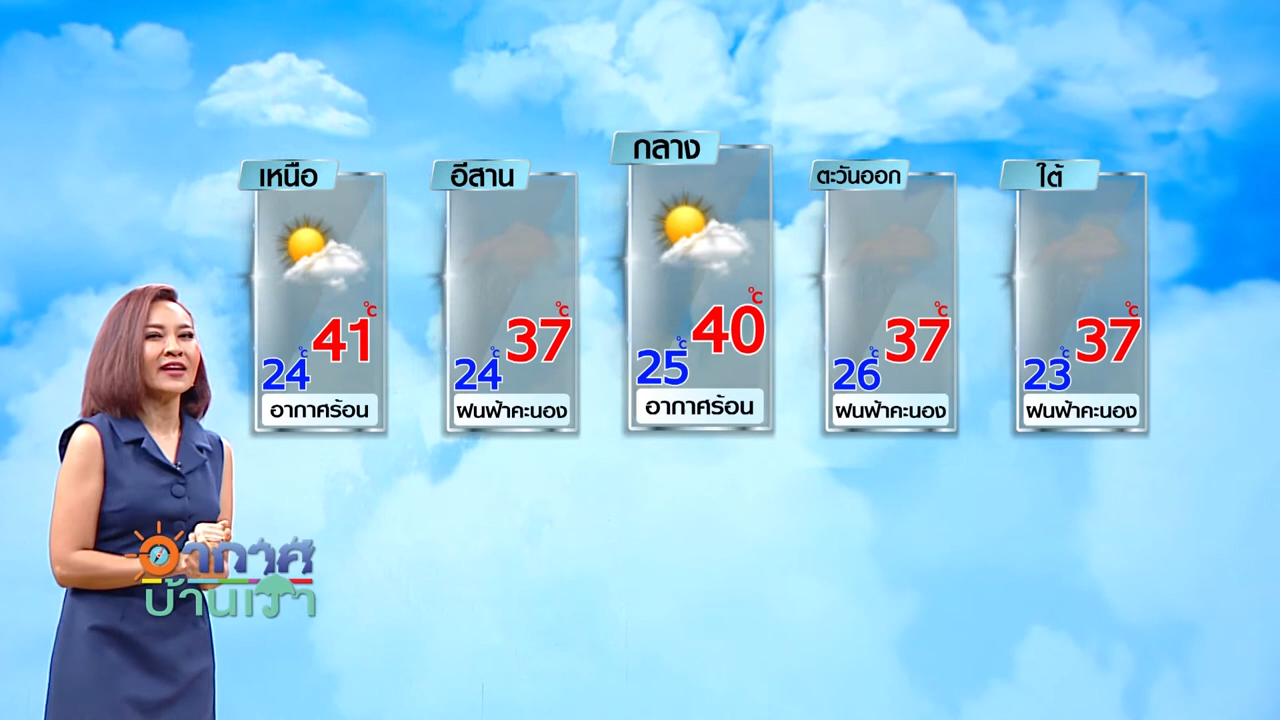 เหนือ
41°C
24°C
อากาศร้อน
อีสาน
37°C
24°C
ฝนฟ้าคะนอง
กลาง
40°C
25°C
อากาศร้อน
ตะวันออก
37°C
26°C
ฝนฟ้าคะนอง
ใต้
37°C
23°C
ฝนฟ้าคะนอง
อากาศ
บ้านเรา